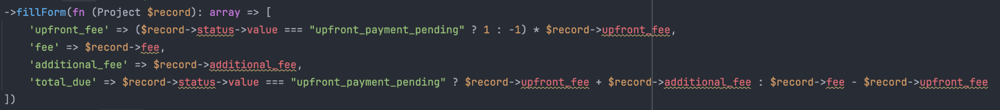 ->fillForm(fn (Project $record): array => [
    'upfront_fee' => ($record->status->value === "upfront_payment_pending" ? 1 : -1) * $record->upfront_fee,
    'fee' => $record->fee,
    'additional_fee' => $record->additional_fee,
    'total_due' => $record->status->value === "upfront_payment_pending" ? $record->upfront_fee + $record->additional_fee : $record->fee - $record->upfront_fee
])